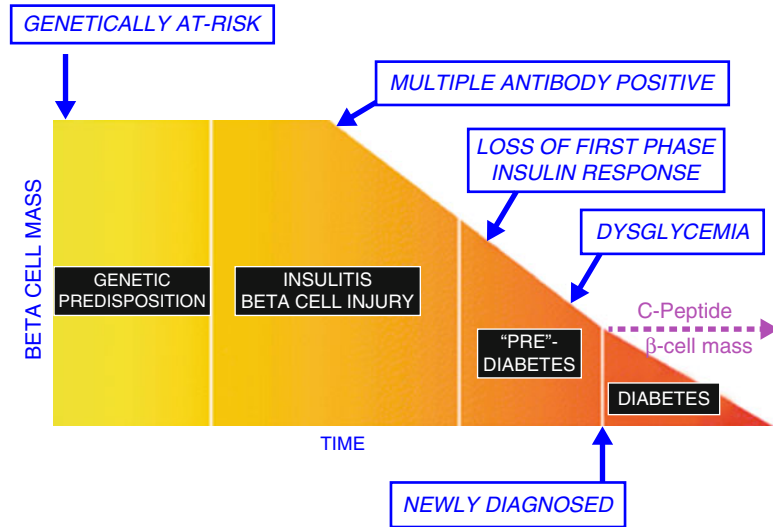 GENETICALLY AT-RISK
MULTIPLE ANTIBODY POSITIVE
LOSS OF FIRST PHASE
INSULIN RESPONSE
DYSGLYCEMIA
BETA CELL MASS
GENETIC
PREDISPOSITION
INSULITIS
BETA CELL INJURY
"PRE"-
DIABETES
C-Peptide
β-cell mass
DIABETES
TIME
NEWLY DIAGNOSED